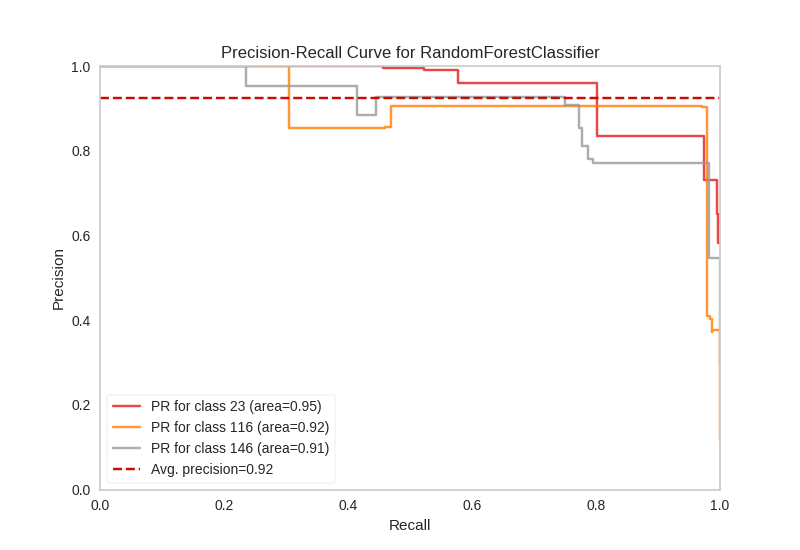 Precision-Recall Curve for RandomForestClassifier
1.0
0.8
0.6
0.4
0.2
0.0
Precision
PR for class 23 (area=0.95)
PR for class 116 (area=0.92)
PR for class 146 (area=0.91)
Avg. precision=0.92
0.0 0.2 0.4 0.6 0.8 1.0
Recall